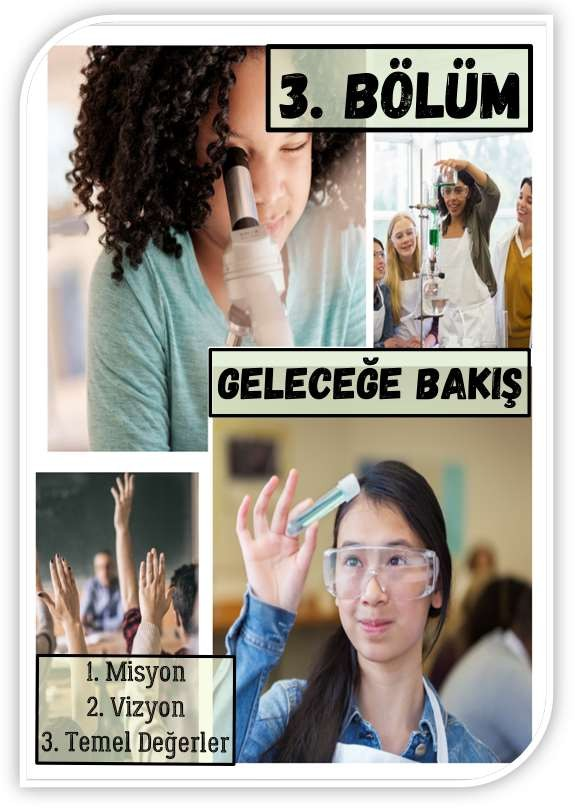 3. BÖLÜM
GELECEĞE BAKIŞ
1. Misyon
2. Vizyon
3. Temel Değerler